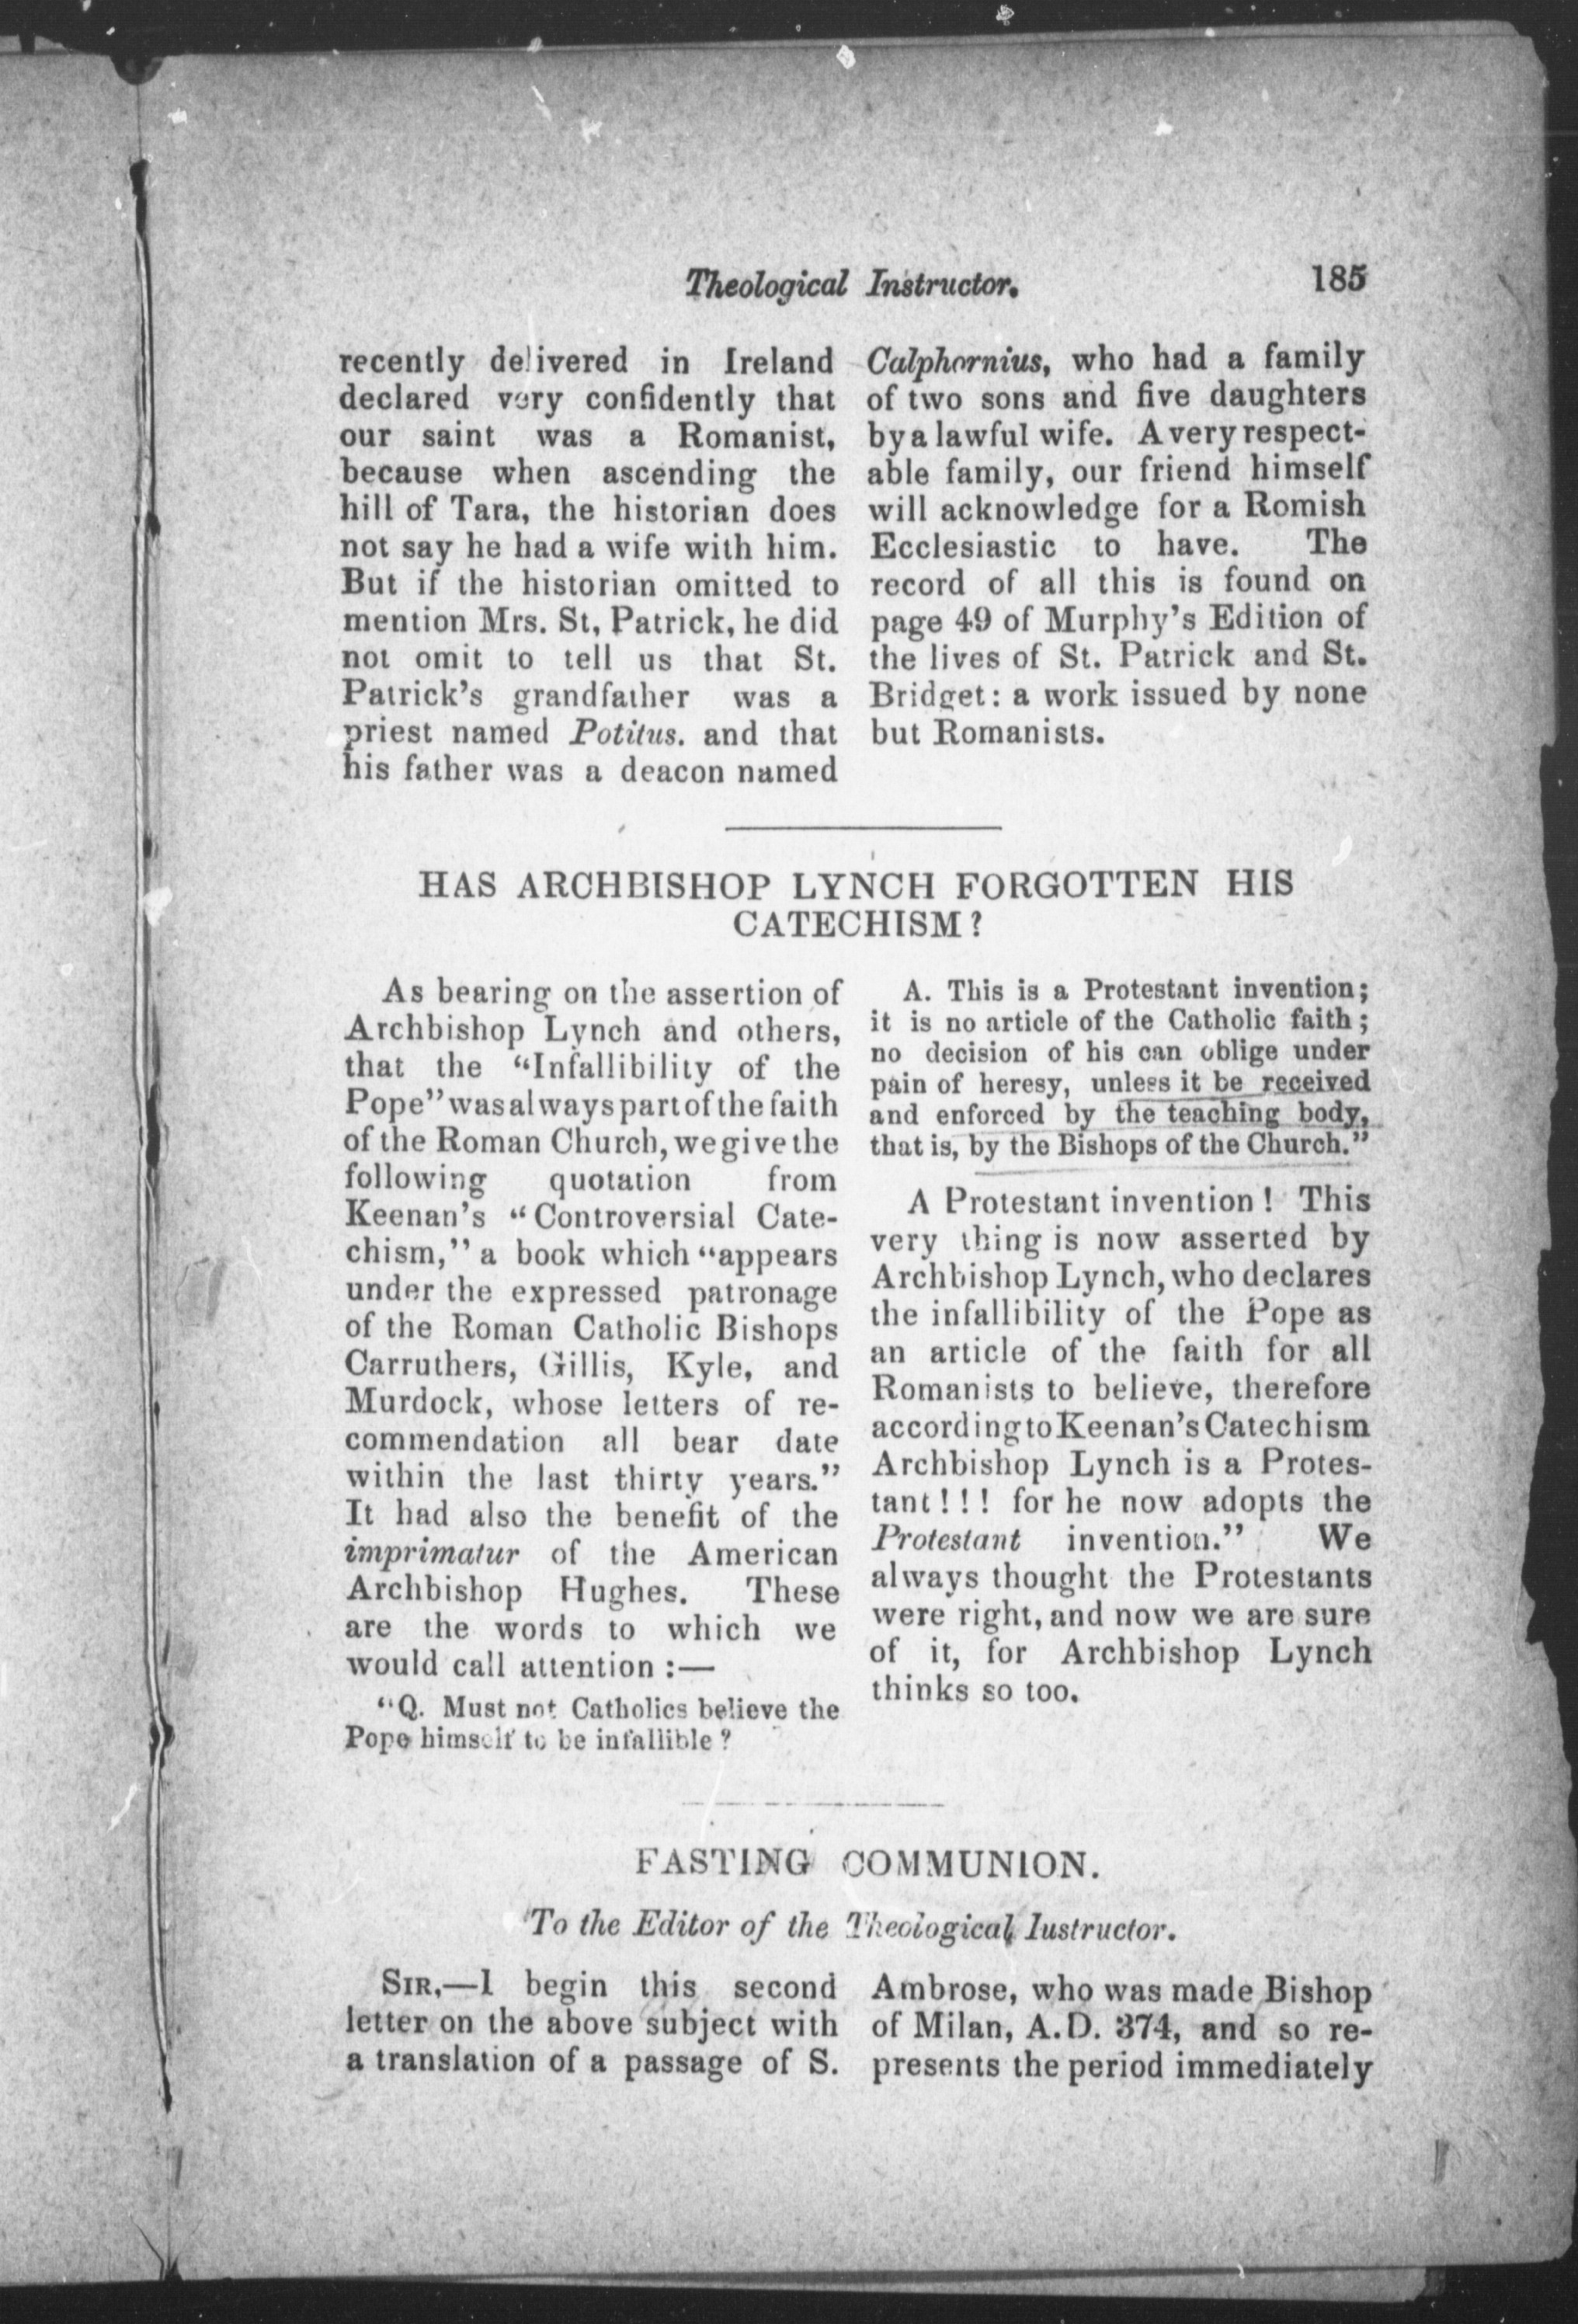 Theological Instructor. 185
recently delivered in Ireland
declared very confidently that
our saint was a Romanist,
because when ascending the
hill of Tara, the historian does
not say he had a wife with him.
But if the historian omitted to
mention Mrs. St, Patrick, he did
not omit to tell us that St.
Patrick's grandfather was a
priest named Potitus. and that
his father was a deacon named
Calphornius, who had a family
of two sons and five daughters
by a lawful wife. A very respect-
able family, our friend himself
will acknowledge for a Romish
Ecclesiastic to have. The
record of all this is found on
page 49 of Murphy's Edition of
the lives of St. Patrick and St.
Bridget: a work issued by none
but Romanists.
HAS ARCHBISHOP LYNCH FORGOTTEN HIS
CATECHISM?
As bearing on the assertion of
Archbishop Lynch and others,
that the "Infallibility of the
Pope" was always part of the faith
of the Roman Church, we give the
following quotation from
Keenan's "Controversial Cate-
chism," a book which "appears
under the expressed patronage
of the Roman Catholic Bishops
Carruthers, Gillis, Kyle, and
Murdock, whose letters of re-
commendation all bear date
within the last thirty years."
It had also the benefit of the
imprimatur of the American
Archbishop Hughes. These
are the words to which we
would call attention :—
"Q. Must not Catholics believe the
Pope himself to be infallible?
A. This is a Protestant invention;
it is no article of the Catholic faith;
no decision of his can oblige under
pain of heresy, unless it be received
and enforced by the teaching body,
that is, by the Bishops of the Church."
A Protestant invention! This
very thing is now asserted by
Archbishop Lynch, who declares
the infallibility of the Pope as
an article of the faith for all
Romanists to believe, therefore
according to Keenan's Catechism
Archbishop Lynch is a Protes-
tant!!! for he now adopts the
Protestant invention." We
always thought the Protestants
were right, and now we are sure
of it, for Archbishop Lynch
thinks so too.
FASTING COMMUNION.
To the Editor of the Theological Iustructor.
SIR,—I begin this second
letter on the above subject with
a translation of a passage of S.
Ambrose, who was made Bishop
of Milan, A.D. 374, and so re-
presents the period immediately